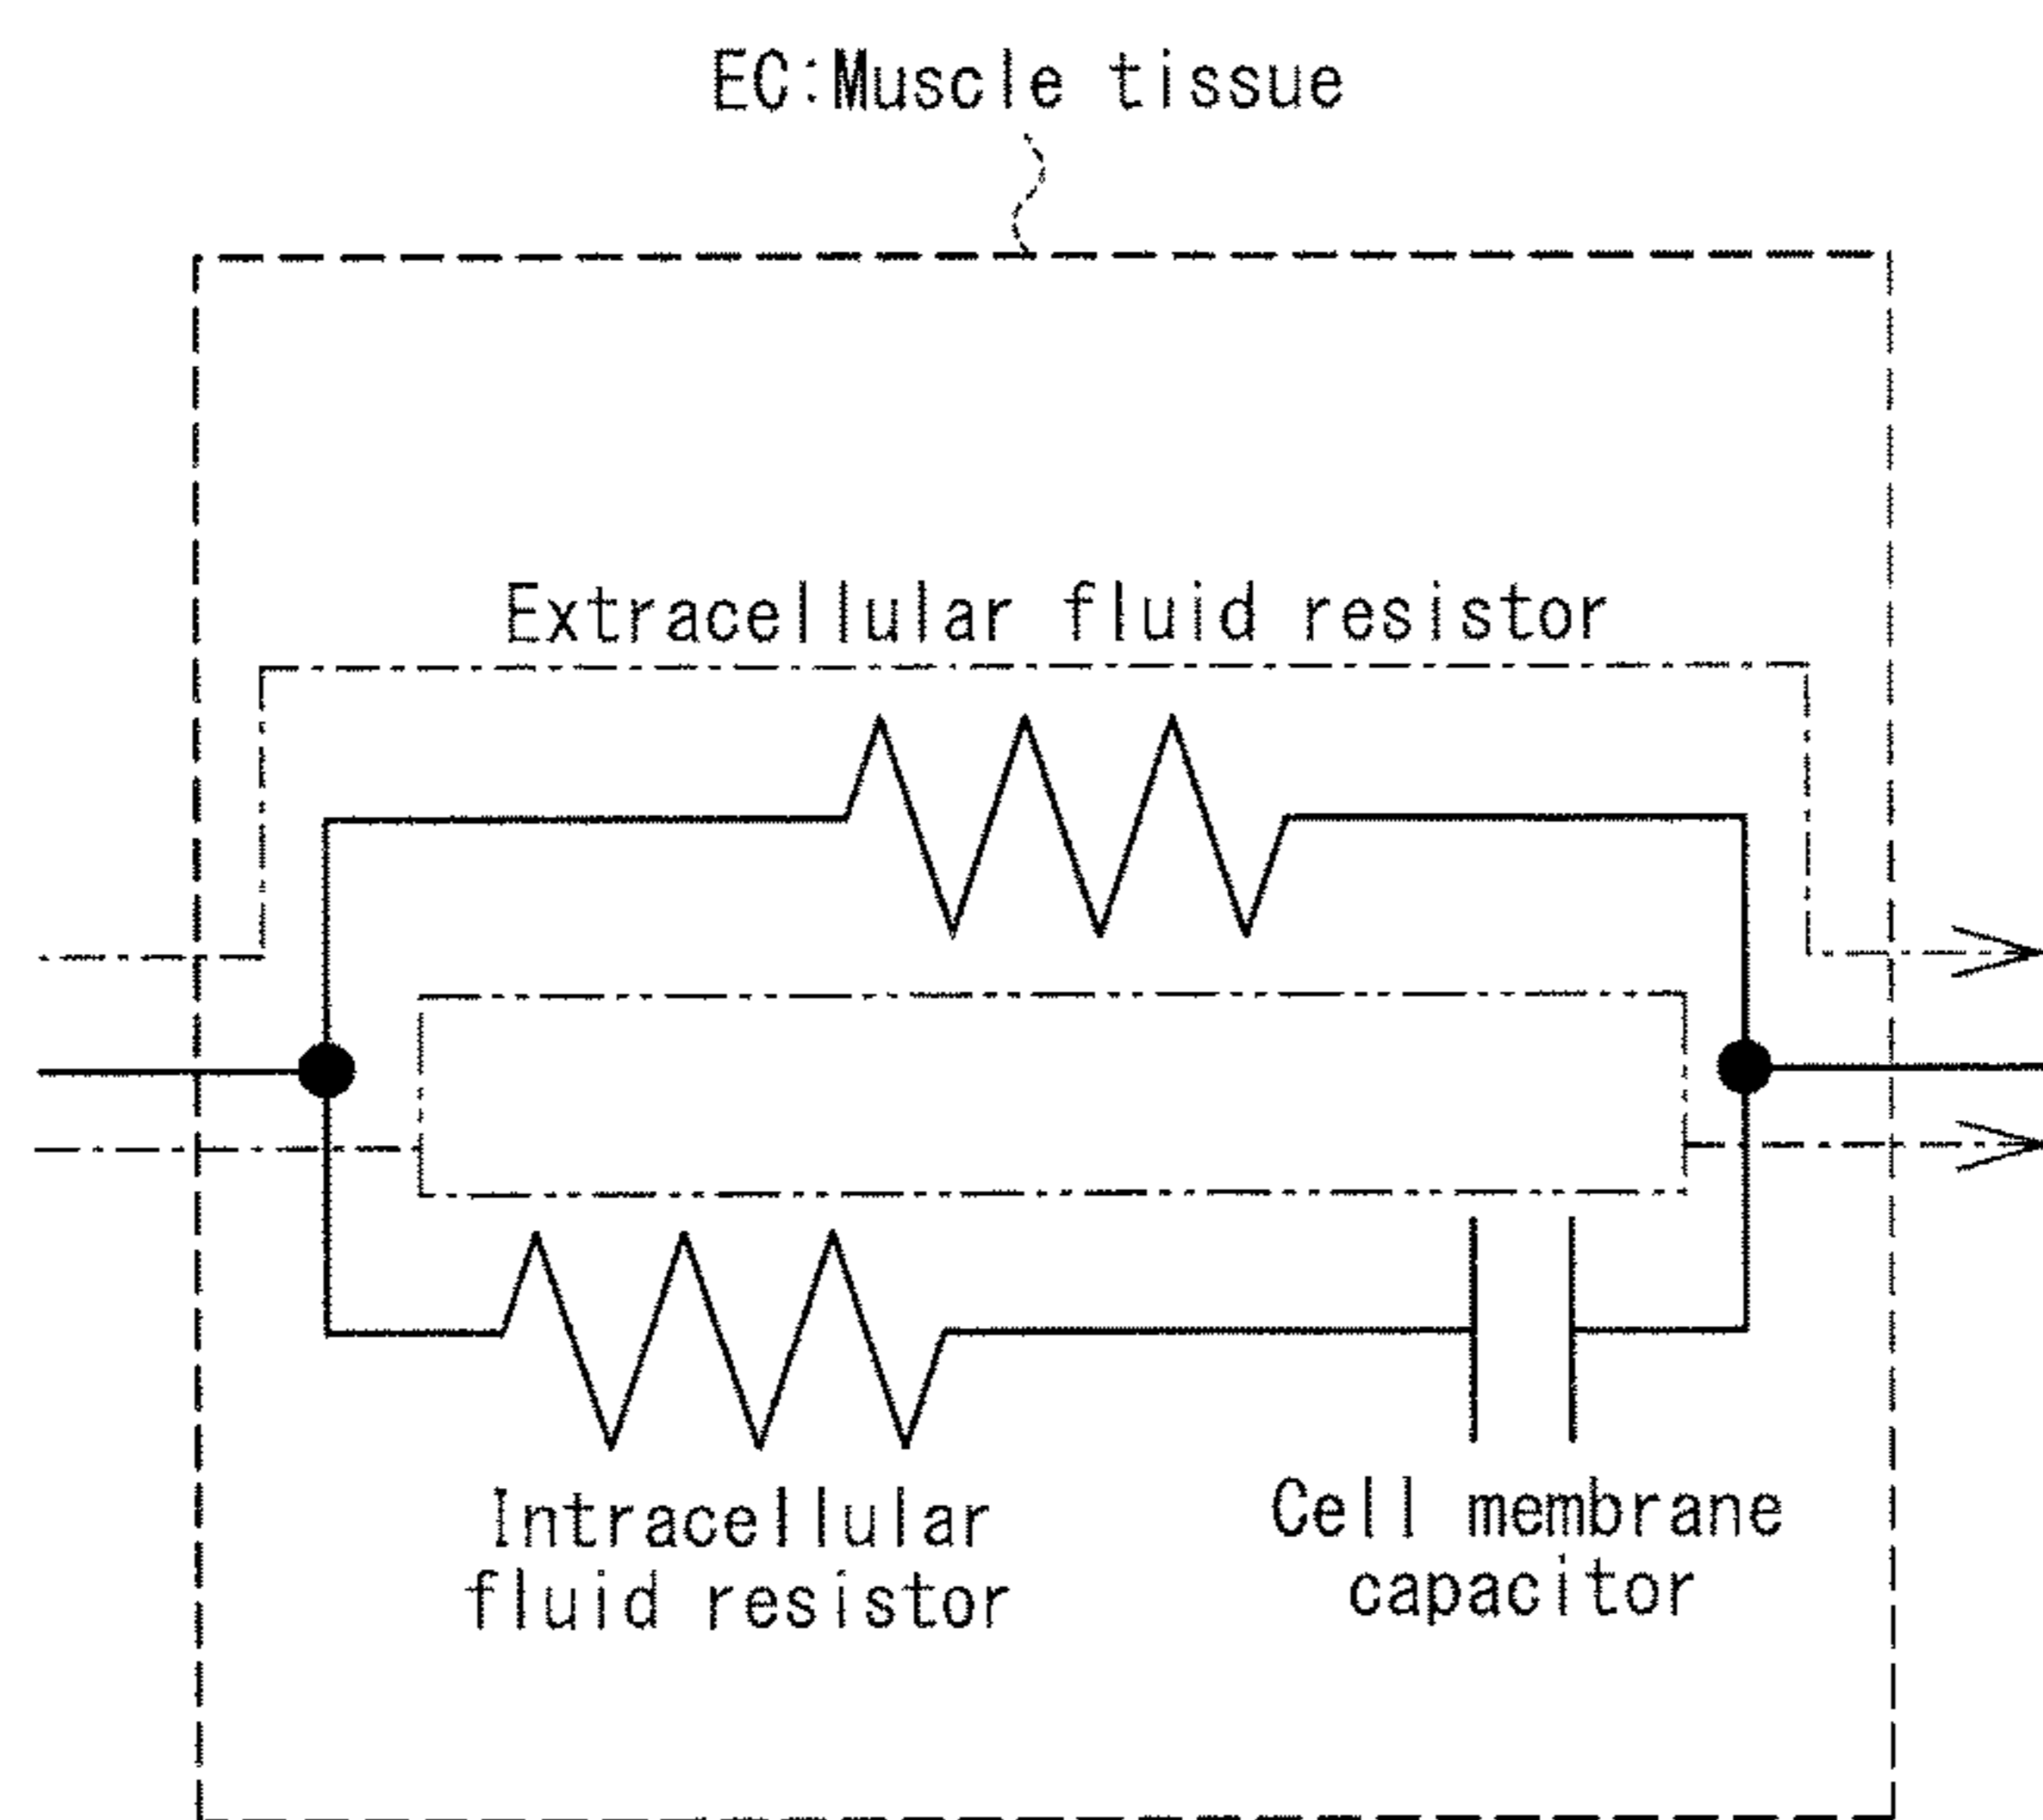 EC:Muscle tissue
Extracellular fluid resistor
Intracellular
fluid resistor
Cell membrane
capacitor